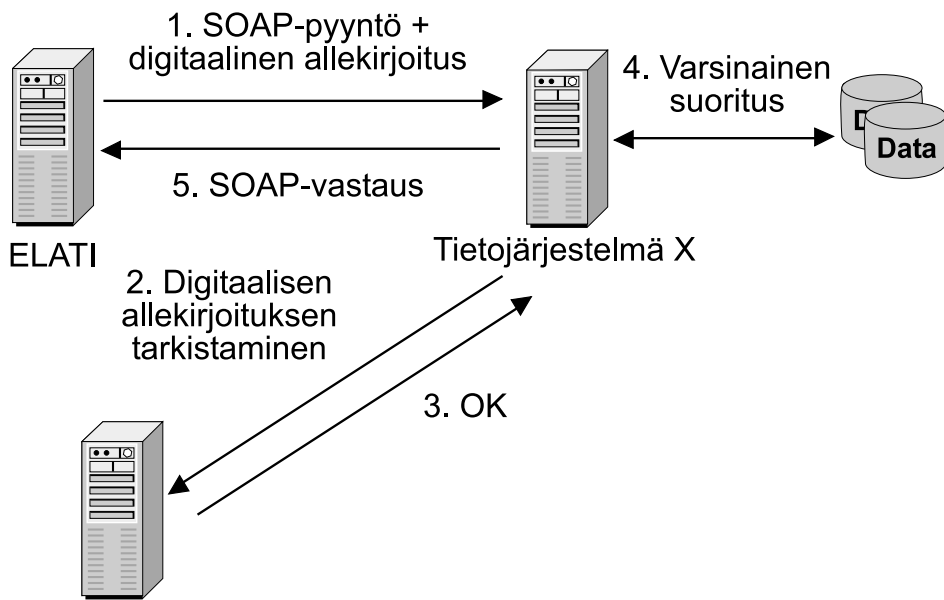 1. SOAP-pyyntö +
digitaalinen allekirjoitus
4. Varsinainen
suoritus
D
Data
5. SOAP-vastaus
ELATI
Tietojärjestelmä X
2. Digitaalisen
allekirjoituksen
tarkistaminen
3. OK